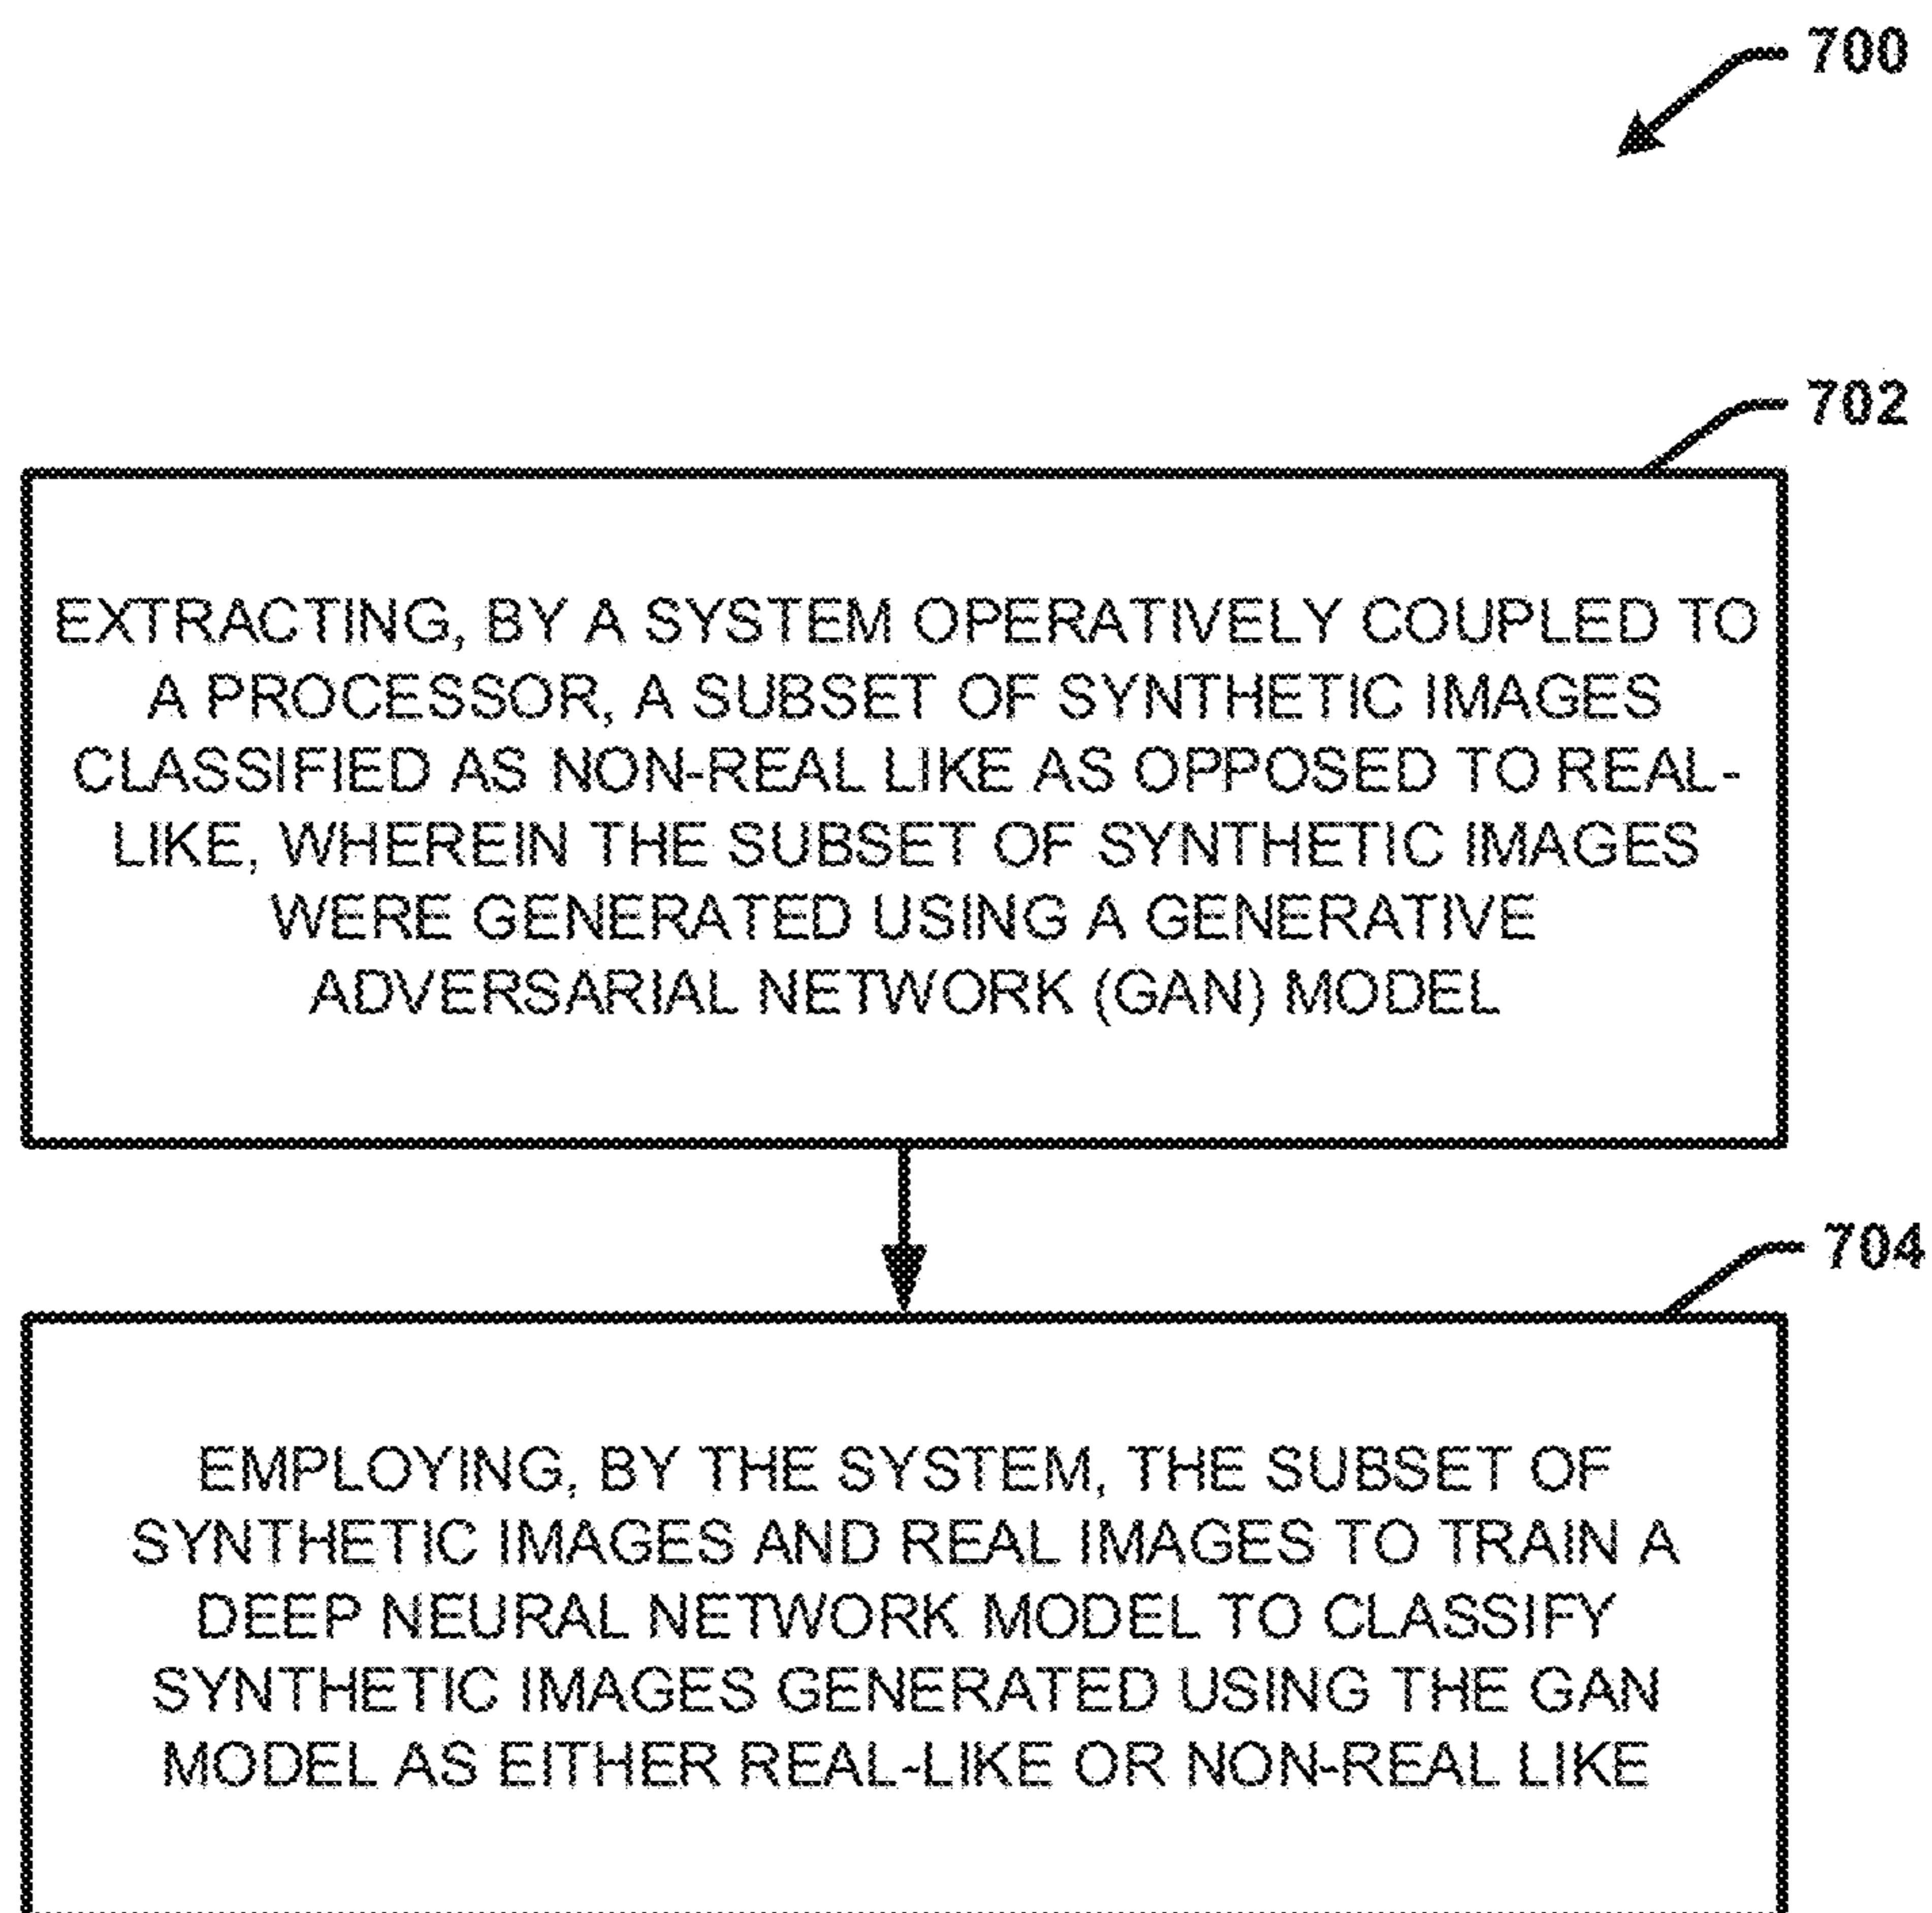 700
702
EXTRACTING, BY A SYSTEM OPERATIVELY COUPLED TO
A PROCESSOR, A SUBSET OF SYNTHETIC IMAGES
CLASSIFIED AS NON-REAL LIKE AS OPPOSED TO REAL-
LIKE, WHEREIN THE SUBSET OF SYNTHETIC IMAGES
WERE GENERATED USING A GENERATIVE
ADVERSARIAL NETWORK (GAN) MODEL
704
EMPLOYING, BY THE SYSTEM, THE SUBSET OF
SYNTHETIC IMAGES AND REAL IMAGES TO TRAIN A
DEEP NEURAL NETWORK MODEL TO CLASSIFY
SYNTHETIC IMAGES GENERATED USING THE GAN
MODEL AS EITHER REAL-LIKE OR NON-REAL LIKE